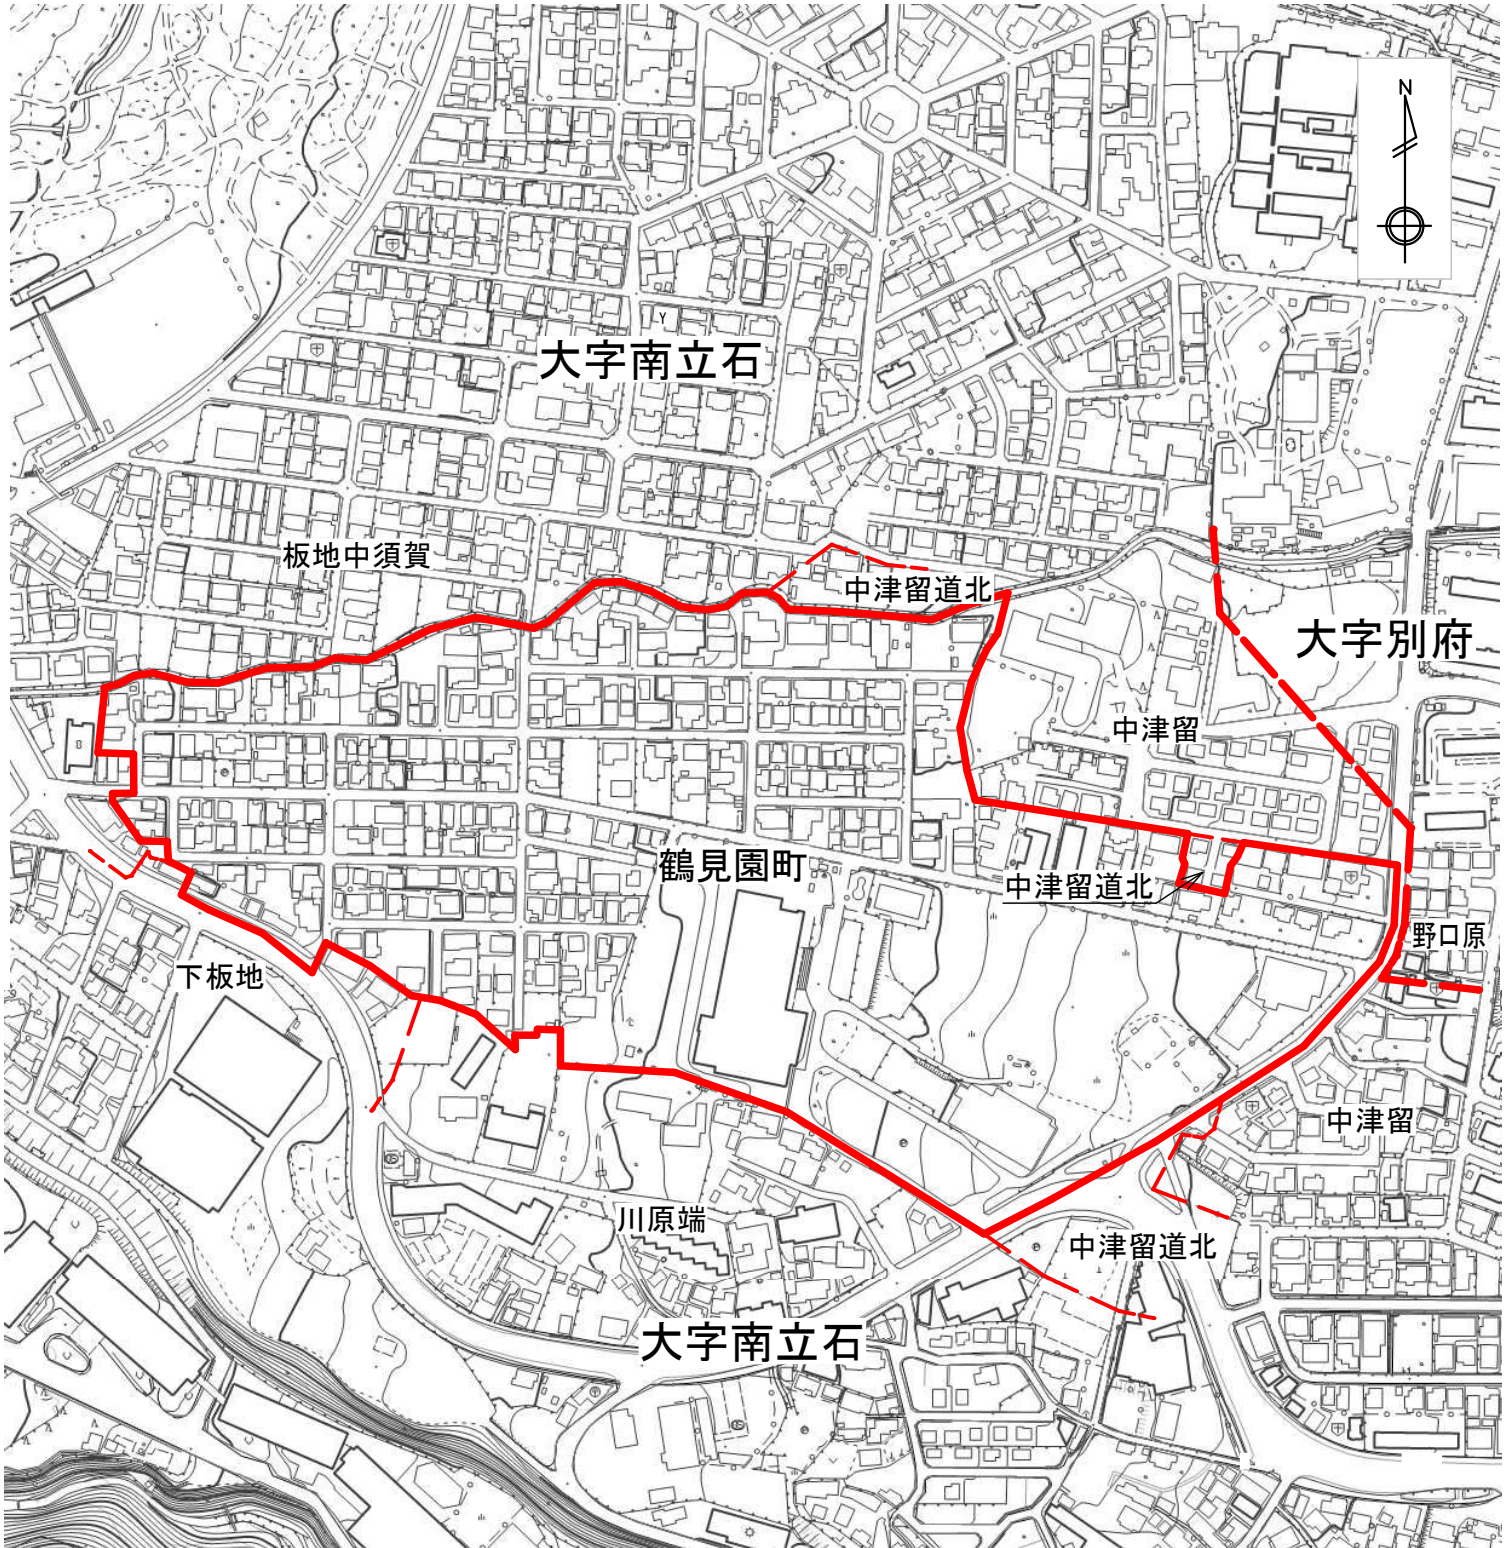 N
大字南立石
板地中須賀
中津留道北
大字別府
中津留
鶴見園町
中津留道北
野口原
下板地
中津留
川原端
中津留道北
大字南立石